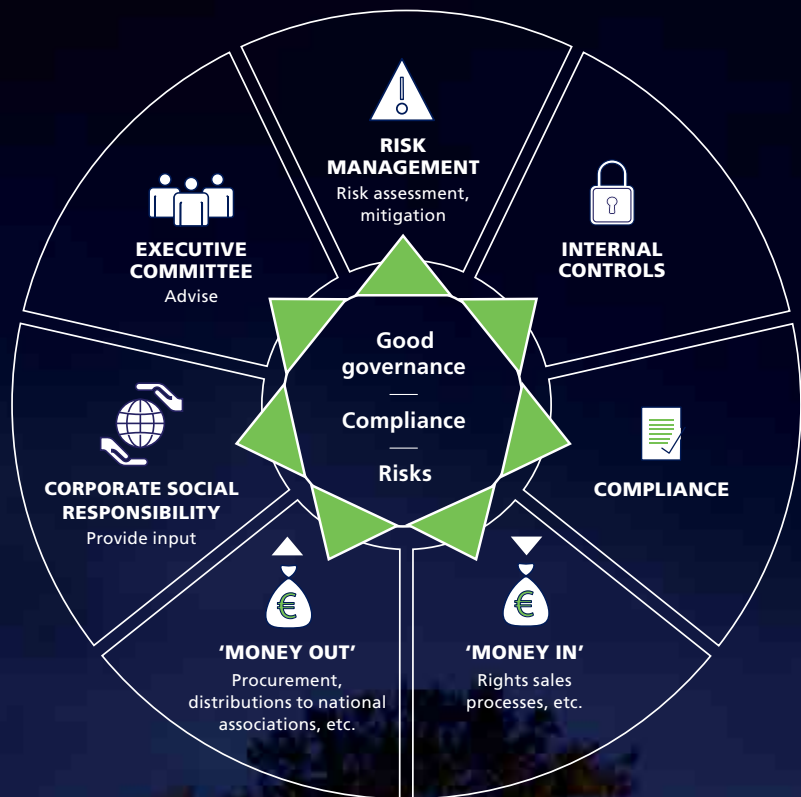 RISK
MANAGEMENT
Risk assessment,
mitigation
INTERNAL
CONTROLS
COMPLIANCE
€
‘MONEY IN’
Rights sales
processes, etc.
€
‘MONEY OUT’
Procurement,
distributions to national
associations, etc.
CORPORATE SOCIAL
RESPONSIBILITY
Provide input
EXECUTIVE
COMMITTEE
Advise
Good
governance
Compliance
Risks